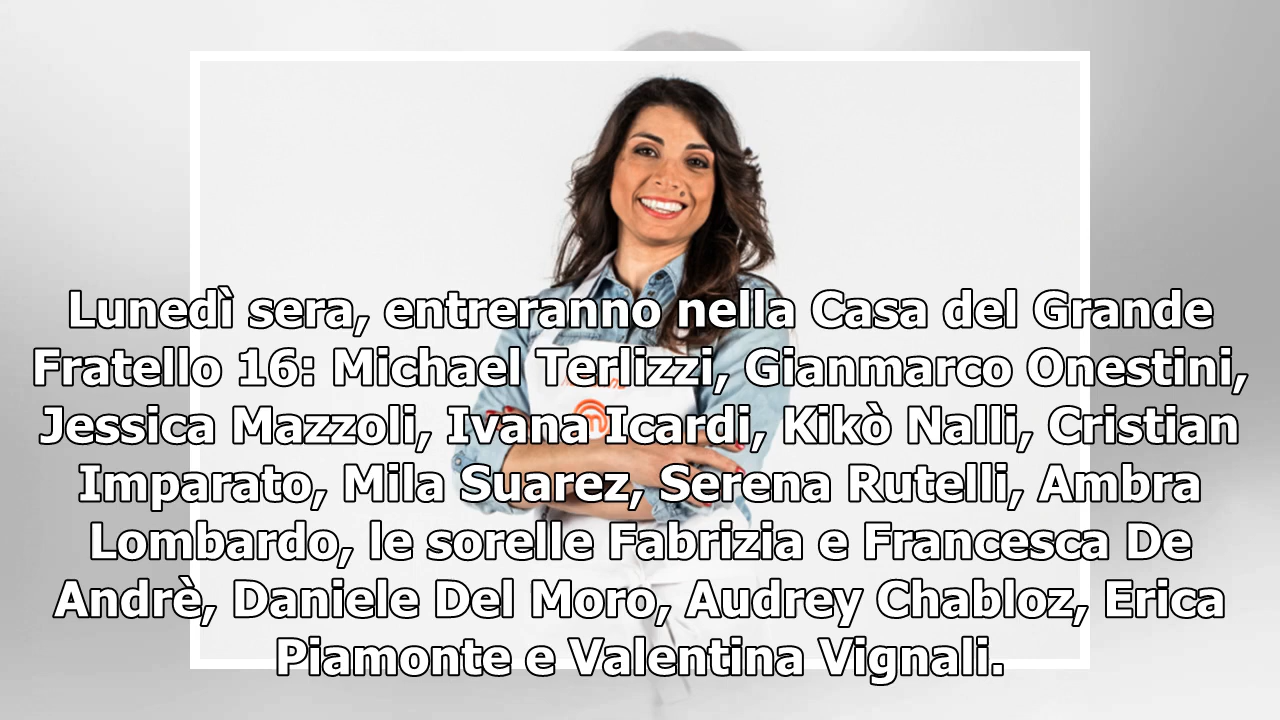 Lunedì sera, entreranno nella Casa del Grande
Fratello 16: Michael Terlizzi, Gianmarco Onestini,
Jessica Mazzoli, Ivana Icardi, Kikò Nalli, Cristian
Imparato, Mila Suarez, Serena Rutelli, Ambra
Lombardo, le sorelle Fabrizia e Francesca De
Andrè, Daniele Del Moro, Audrey Chabloz, Erica
Piamonte e Valentina Vignali.